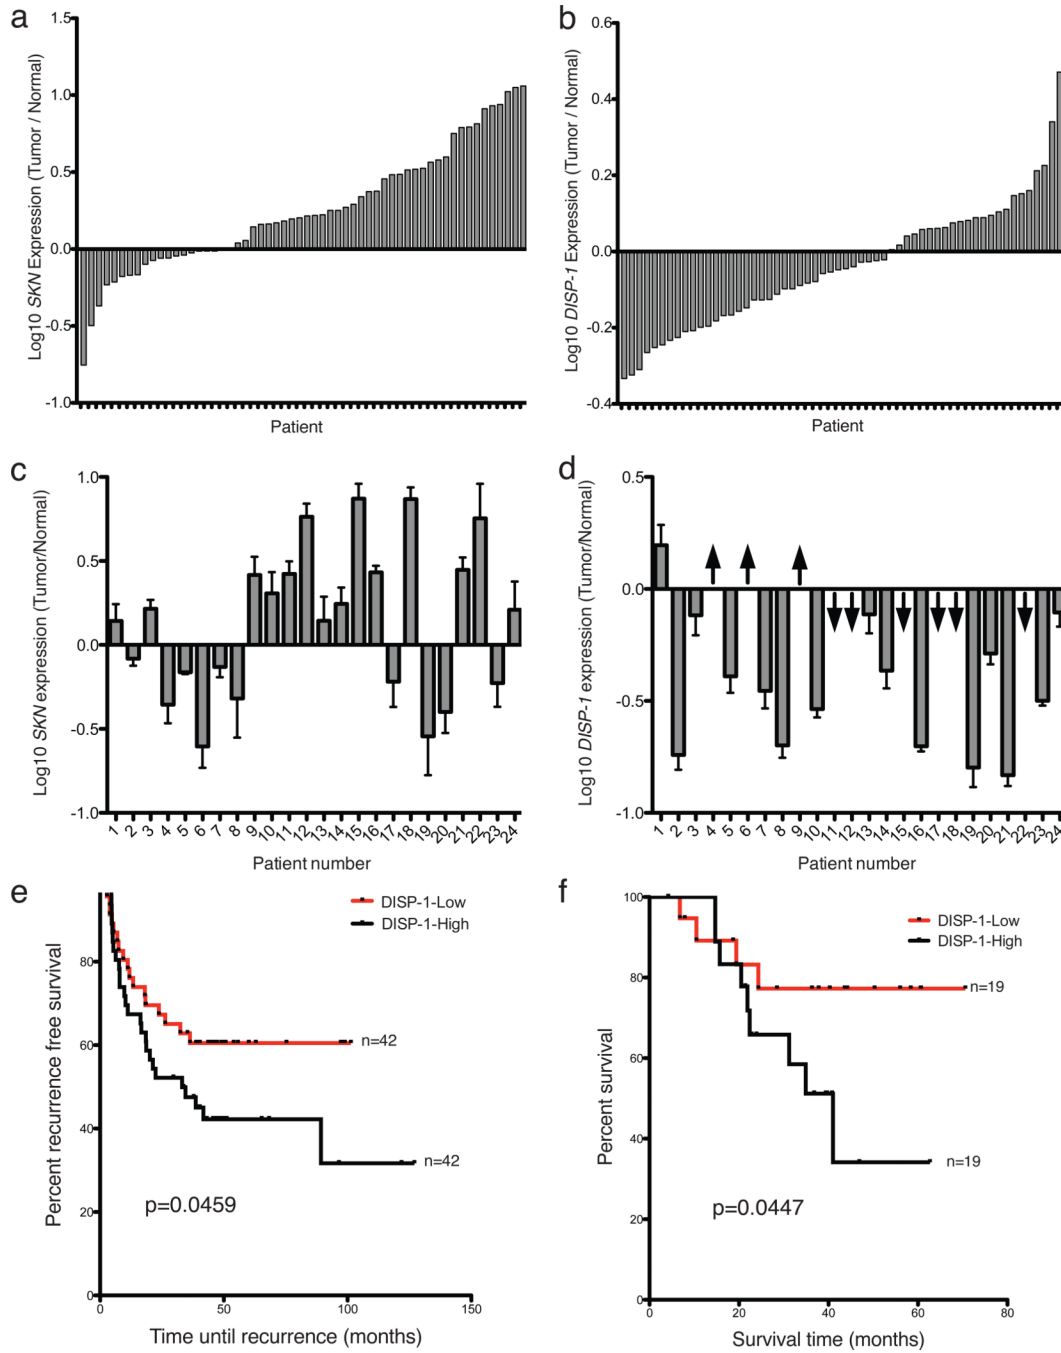 a
Log10 SKN Expression (Tumor / Normal)
1.5
1.0
0.5
0.0
-0.5
-1.0
Patient
b
Log10 DISP-1 Expression (Tumor / Normal)
0.6
0.4
0.2
0.0
-0.2
-0.4
Patient
c
Log10 SKN expression (Tumor/Normal)
1.0
0.5
0.0
-0.5
-1.0
1 2 3 4 5 6 7 8 9 10 11 12 13 14 15 16 17 18 19 20 21 22 23 24
Patient number
d
Log10 DISP-1 expression (Tumor/Normal)
0.5
0.0
-0.5
-1.0
1 2 3 4 5 6 7 8 9 10 11 12 13 14 15 16 17 18 19 20 21 22 23 24
Patient number
e
Percent recurrence free survival
DISP-1-Low
DISP-1-High
80
60
40
20
0
n=42
n=42
p=0.0459
0 50 100 150
Time until recurrence (months)
f
Percent survival
DISP-1-Low
DISP-1-High
100
80
60
40
20
0
n=19
n=19
p=0.0447
0 20 40 60 80
Survival time (months)